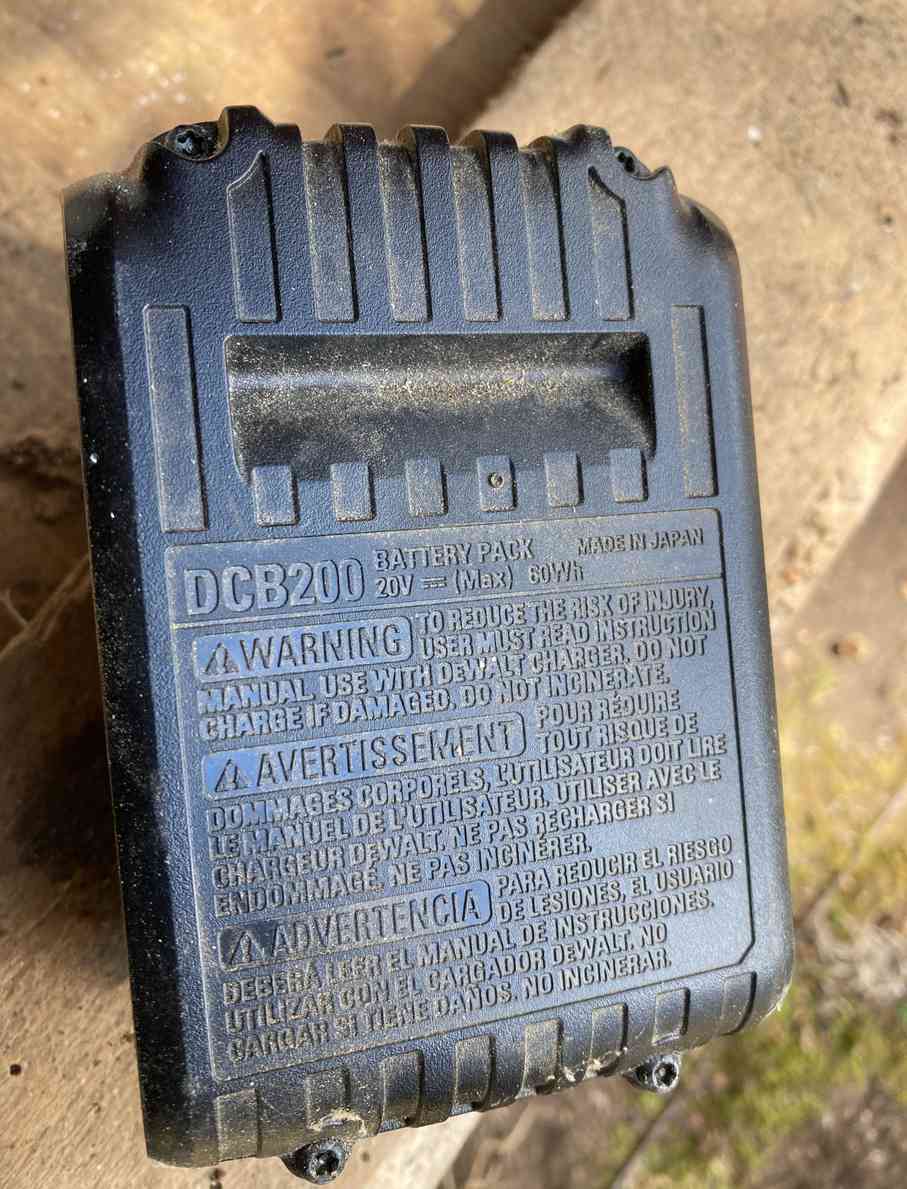 DCB200 BATTERY PACK MADE IN JAPAN
20V ⎓ (Max) 60Wh
⚠WARNING TO REDUCE THE RISK OF INJURY,
USER MUST READ INSTRUCTION
MANUAL. USE WITH DEWALT CHARGER. DO NOT
CHARGE IF DAMAGED. DO NOT INCINERATE.
⚠AVERTISSEMENT POUR RÉDUIRE
TOUT RISQUE DE
DOMMAGES CORPORELS, L'UTILISATEUR DOIT LIRE
LE MANUEL DE L'UTILISATEUR. UTILISER AVEC LE
CHARGEUR DEWALT. NE PAS RECHARGER SI
ENDOMMAGÉ. NE PAS INCINÉRER.
⚠ADVERTENCIA PARA REDUCIR EL RIESGO
DE LESIONES, EL USUARIO
DEBERÁ LEER EL MANUAL DE INSTRUCCIONES.
UTILIZAR CON EL CARGADOR DEWALT. NO
CARGAR SI TIENE DAÑOS. NO INCINERAR.